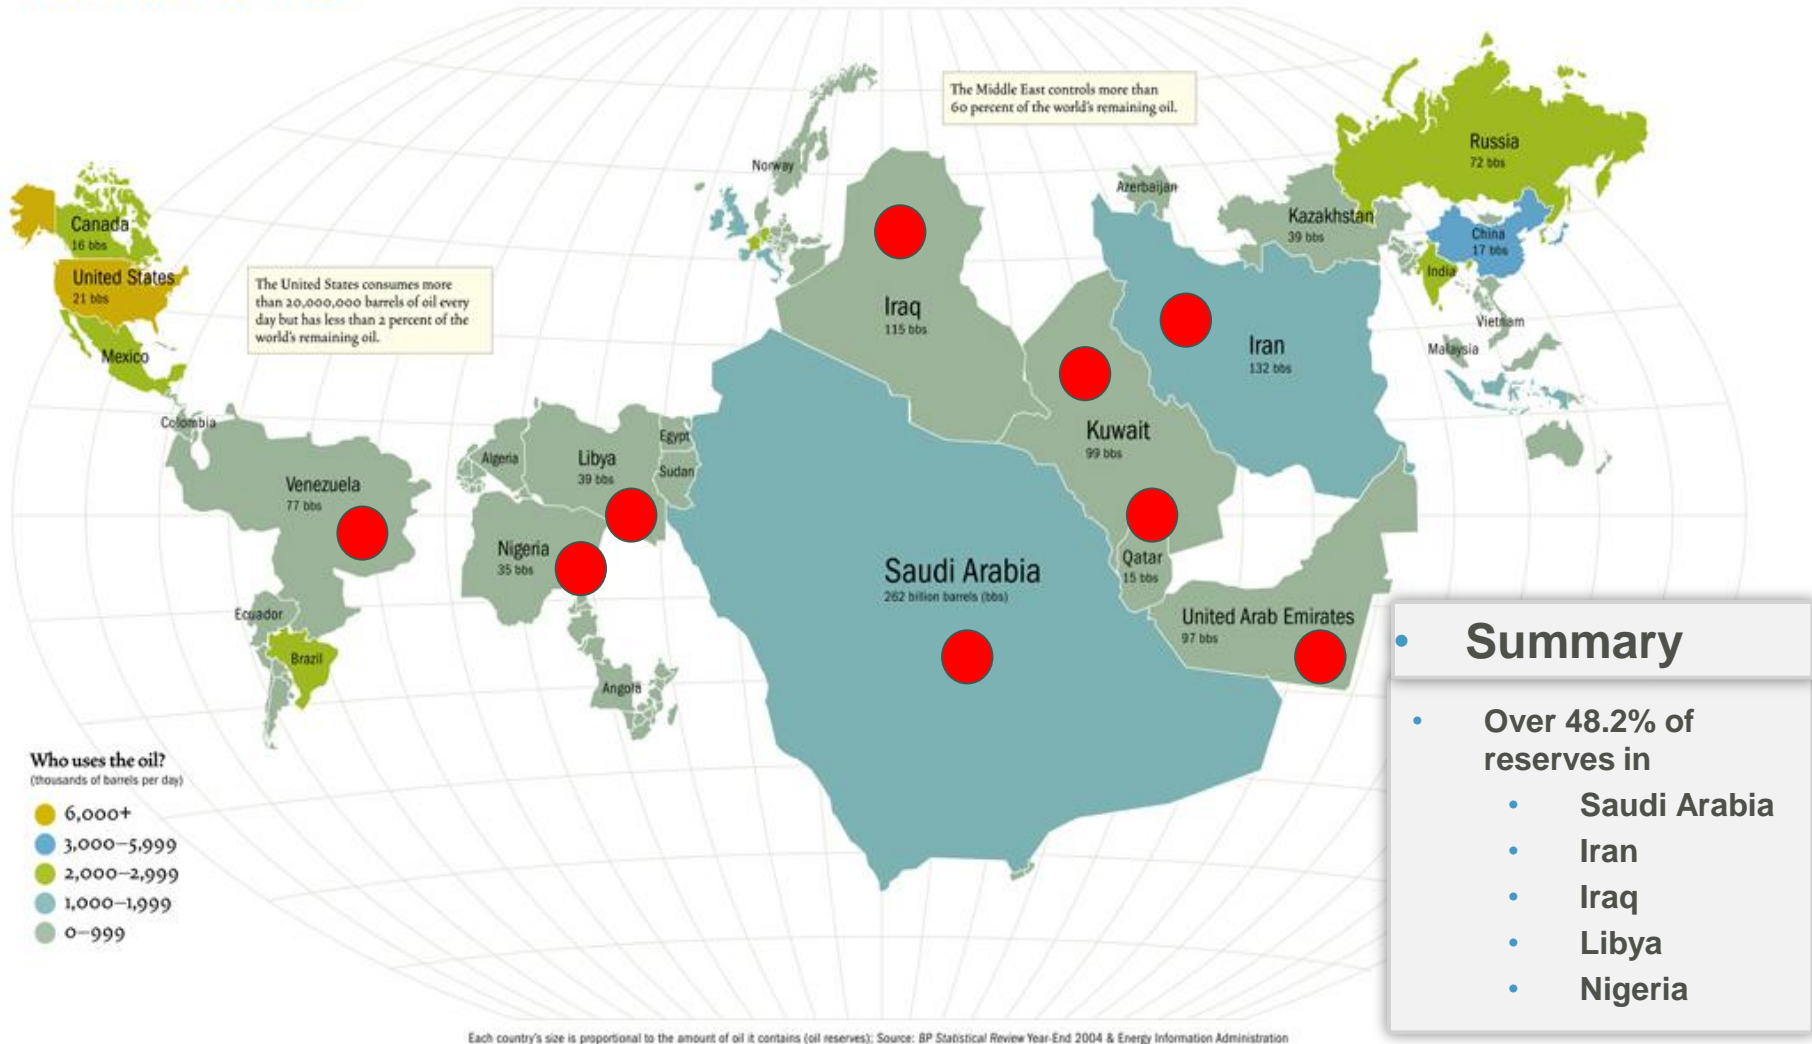 The Middle East controls more than
60 percent of the world's remaining oil.
Norway
Azerbaijan
Russia
72 bbs
Kazakhstan
39 bbs
China
17 bbs
India
Vietnam
Malaysia
Canada
16 bbs
United States
21 bbs
Mexico
The United States consumes more
than 20,000,000 barrels of oil every
day but has less than 2 percent of the
world's remaining oil.
Iraq
115 bbs
Iran
132 bbs
Kuwait
99 bbs
Colombia
Venezuela
77 bbs
Algeria
Libya
39 bbs
Egypt
Sudan
Nigeria
35 bbs
Saudi Arabia
262 billion barrels (bbs)
Qatar
15 bbs
United Arab Emirates
97 bbs
Ecuador
Brazil
Angola
Who uses the oil?
(thousands of barrels per day)
6,000+
3,000–5,999
2,000–2,999
1,000–1,999
0–999
• Summary
• Over 48.2% of
reserves in
• Saudi Arabia
• Iran
• Iraq
• Libya
• Nigeria
Each country's size is proportional to the amount of oil it contains (oil reserves); Source: BP Statistical Review Year-End 2004 & Energy Information Administration